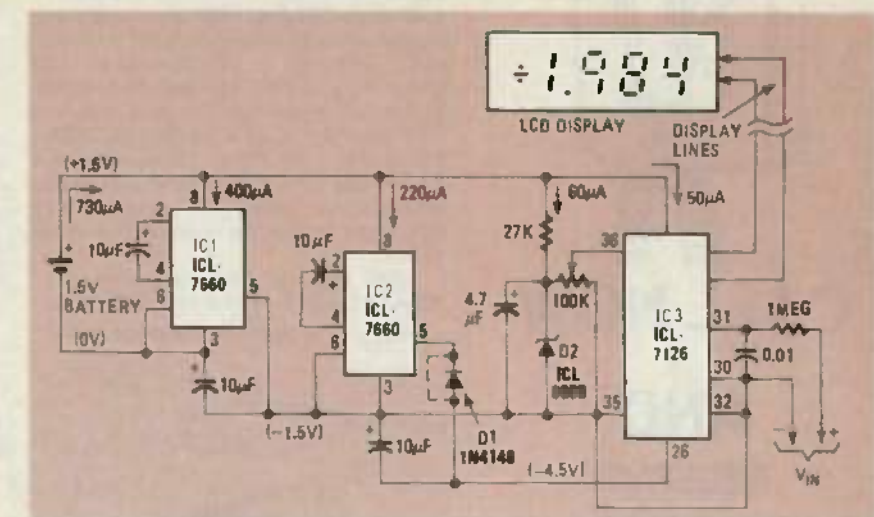 ÷1.984
LCD DISPLAY
DISPLAY
LINES
(+1.5V)
730µA
400µA
220µA
60µA
50µA
2
8
10µF
IC1
ICL-
7660
4
6
5
3
1.5V
BATTERY
(0V)
10µF
10µF
2
8
IC2
ICL-
7660
4
6
5
3
(-1.5V)
10µF
D1
1N4148
(-4.5V)
27K
100K
4.7
µF
D2
ICL
36
IC3
ICL-
7126
35
31
30
32
26
1MEG
0.01
- +
VIN